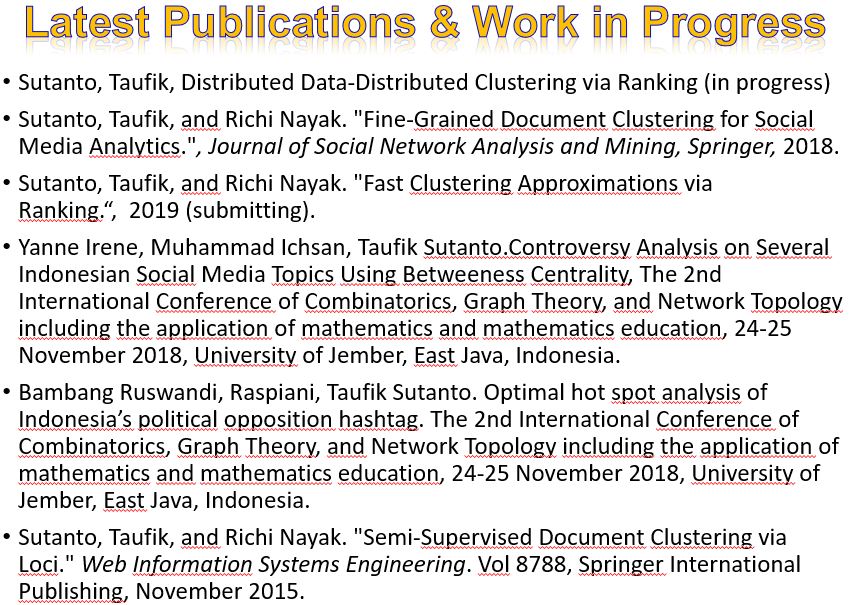 Latest Publications & Work in Progress
• Sutanto, Taufik, Distributed Data-Distributed Clustering via Ranking (in progress)
• Sutanto, Taufik, and Richi Nayak. "Fine-Grained Document Clustering for Social
Media Analytics.", Journal of Social Network Analysis and Mining, Springer, 2018.
• Sutanto, Taufik, and Richi Nayak. "Fast Clustering Approximations via
Ranking.“, 2019 (submitting).
• Yanne Irene, Muhammad Ichsan, Taufik Sutanto.Controversy Analysis on Several
Indonesian Social Media Topics Using Betweeness Centrality, The 2nd
International Conference of Combinatorics, Graph Theory, and Network Topology
including the application of mathematics and mathematics education, 24-25
November 2018, University of Jember, East Java, Indonesia.
• Bambang Ruswandi, Raspiani, Taufik Sutanto. Optimal hot spot analysis of
Indonesia’s political opposition hashtag. The 2nd International Conference of
Combinatorics, Graph Theory, and Network Topology including the application of
mathematics and mathematics education, 24-25 November 2018, University of
Jember, East Java, Indonesia.
• Sutanto, Taufik, and Richi Nayak. "Semi-Supervised Document Clustering via
Loci." Web Information Systems Engineering. Vol 8788, Springer International
Publishing, November 2015.